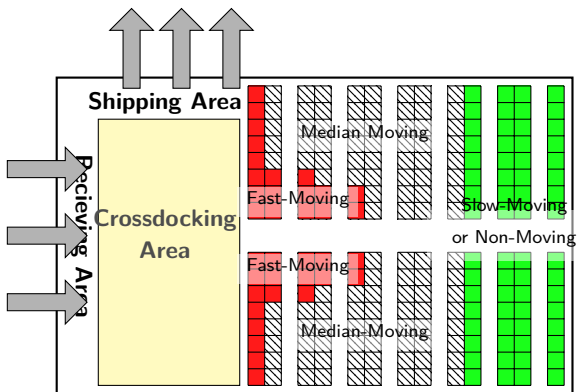 Shipping Area
Median Moving
Recieving Area
Fast-Moving
Slow-Moving
or Non-Moving
Crossdocking
Area
Fast-Moving
Median-Moving